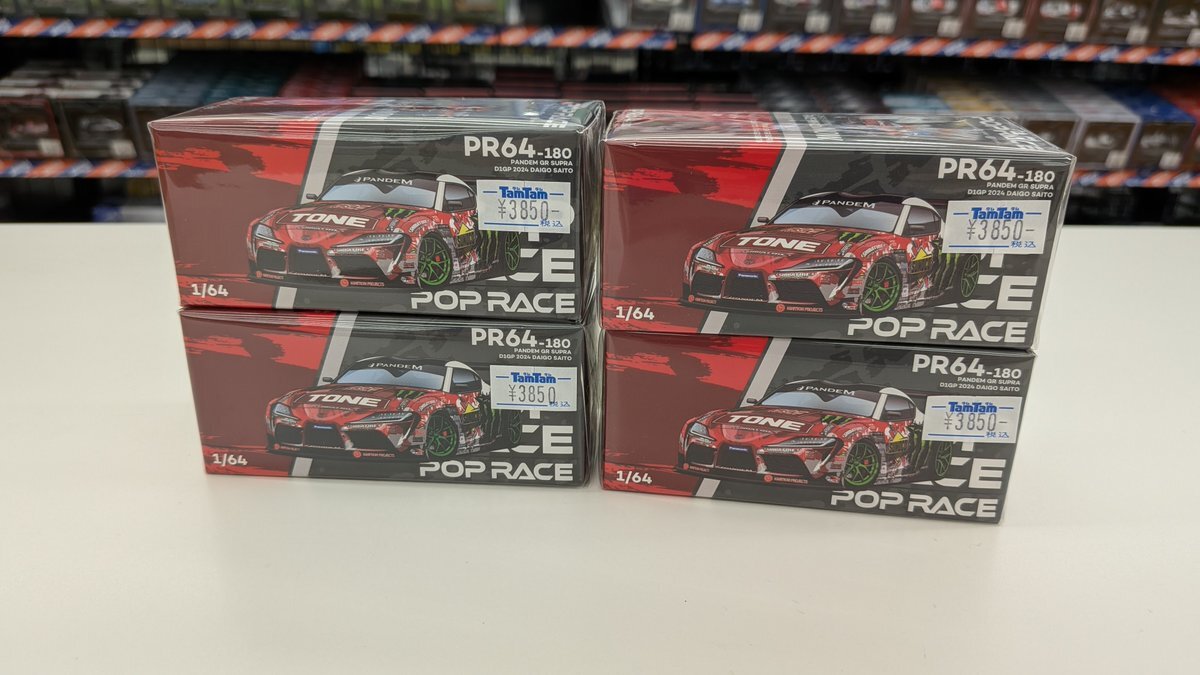 PR64-180
PANDEM GR SUPRA
D1GP 2024 DAIGO SAITO
TamTam
¥3850-
税込
PANDEM
TONE
CE
1/64
POP RACE
PR64-180
PANDEM GR SUPRA
D1GP 2024 DAIGO SAITO
TamTam
¥3850-
税込
PANDEM
TONE
CE
1/64
POP RACE
PR64-180
PANDEM GR SUPRA
D1GP 2024 DAIGO SAITO
TamTam
¥3850
税込
PANDEM
TONE
CE
1/64
POP RACE
PR64-180
PANDEM GR SUPRA
D1GP 2024 DAIGO SAITO
TamTam
¥3850-
税込
PANDEM
TONE
CE
1/64
POP RACE